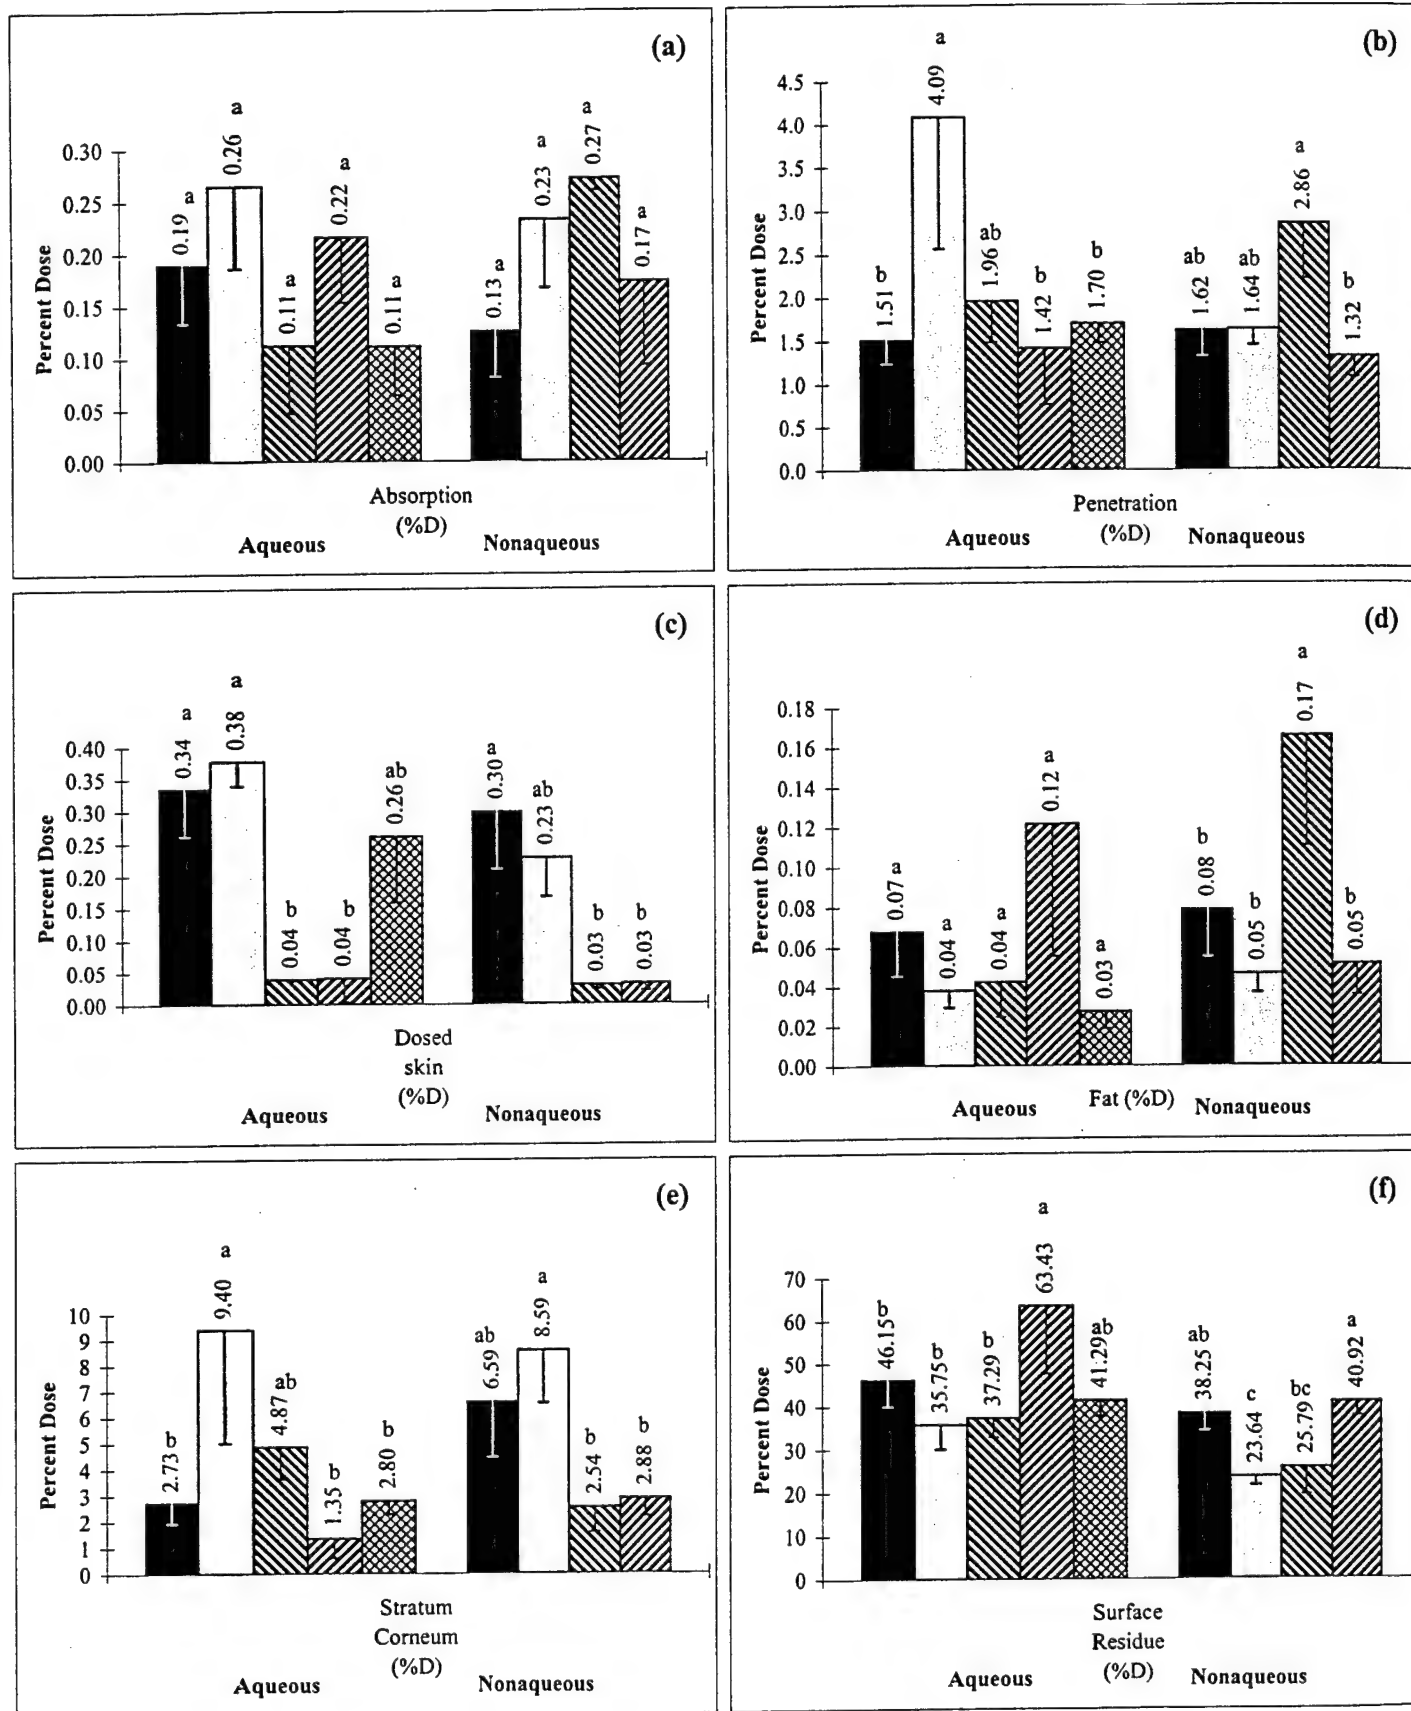 (a)
Percent Dose
0.30
0.25
0.20
0.15
0.10
0.05
0.00
0.19 a
0.26 a
0.11 a
0.22 a
0.11 a
0.13 a
0.23 a
0.27 a
0.17 a
Absorption
(%D)
Aqueous Nonaqueous
(b)
Percent Dose
4.5
4.0
3.5
3.0
2.5
2.0
1.5
1.0
0.5
0.0
1.51 b
4.09 a
1.96 ab
1.42 b
1.70 b
1.62 ab
1.64 ab
2.86 a
1.32 b
Penetration
(%D)
Aqueous Nonaqueous
(c)
Percent Dose
0.40
0.35
0.30
0.25
0.20
0.15
0.10
0.05
0.00
0.34 a
0.38 a
0.04 b
0.04 b
0.26 ab
0.30 a
0.23 ab
0.03 b
0.03 b
Dosed
skin
(%D)
Aqueous Nonaqueous
(d)
Percent Dose
0.18
0.16
0.14
0.12
0.10
0.08
0.06
0.04
0.02
0.00
0.07 a
0.04 a
0.04 a
0.12 a
0.03 a
0.08 b
0.05 b
0.17 a
0.05 b
Aqueous Fat (%D) Nonaqueous
(e)
Percent Dose
10
9
8
7
6
5
4
3
2
1
0
2.73 b
9.40 a
4.87 ab
1.35 b
2.80 b
6.59 ab
8.59 a
2.54 b
2.88 b
Stratum
Corneum
(%D)
Aqueous Nonaqueous
(f)
Percent Dose
70
60
50
40
30
20
10
0
46.15 b
35.75
37.29 b
63.43 a
41.29 ab
38.25 ab
23.64 c
25.79 bc
40.92 a
Surface
Residue
(%D)
Aqueous Nonaqueous